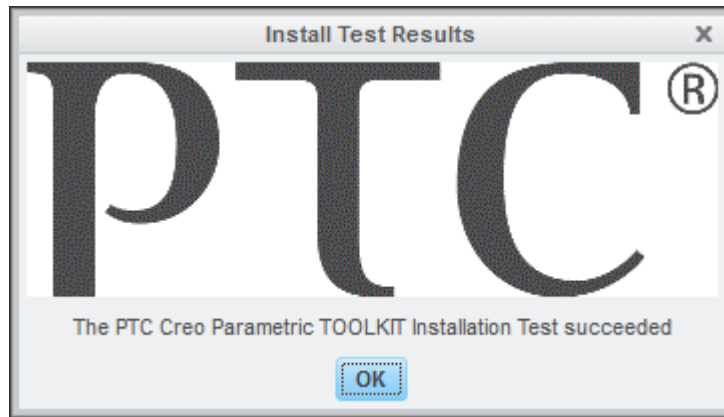 Install Test Results
PTC®
The PTC Creo Parametric TOOLKIT Installation Test succeeded
OK